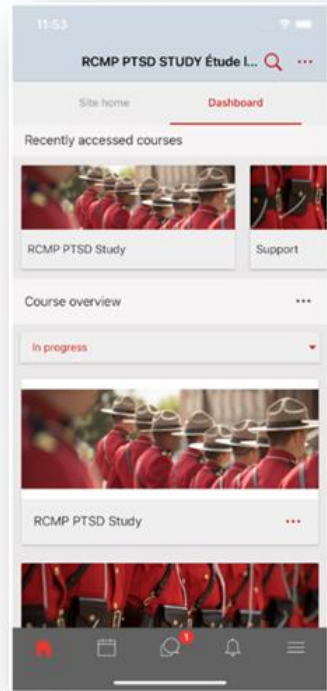 11:53
RCMP PTSD STUDY Étude l...
Site home
Dashboard
Recently accessed courses
RCMP PTSD Study
Support
Course overview
In progress
RCMP PTSD Study
1